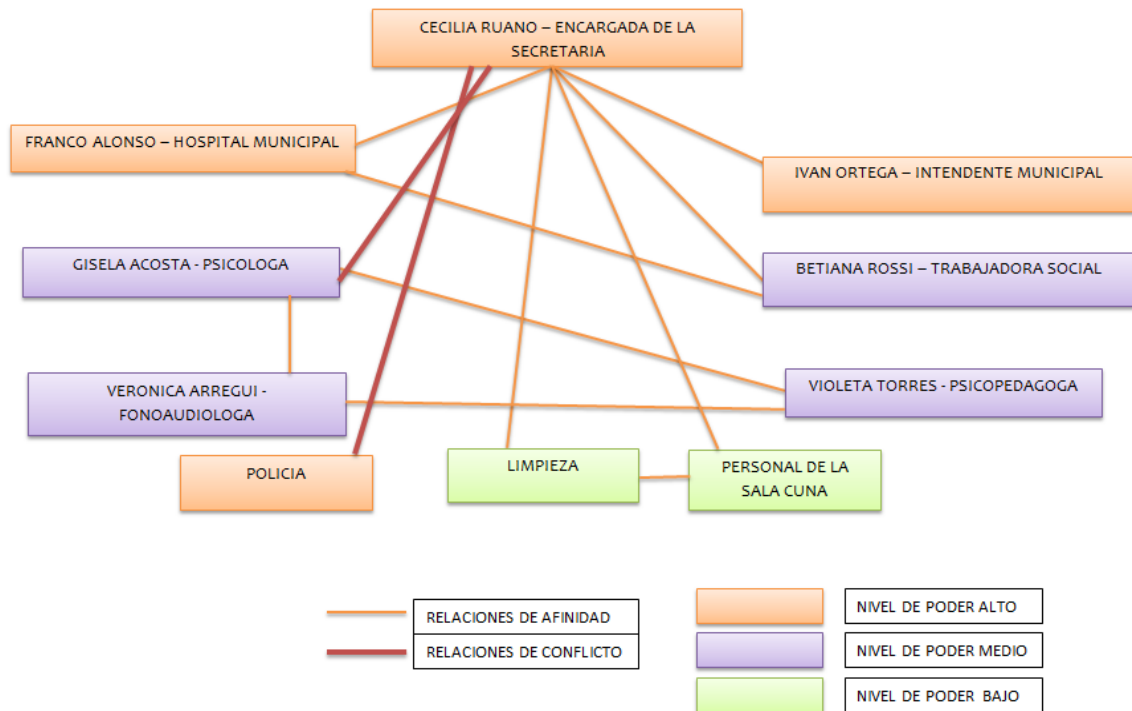 CECILIA RUANO – ENCARGADA DE LA
SECRETARIA
FRANCO ALONSO – HOSPITAL MUNICIPAL
IVAN ORTEGA – INTENDENTE MUNICIPAL
GISELA ACOSTA - PSICOLOGA
BETIANA ROSSI – TRABAJADORA SOCIAL
VERONICA ARREGUI -
FONOAUDIOLOGA
VIOLETA TORRES - PSICOPEDAGOGA
POLICIA
LIMPIEZA
PERSONAL DE LA
SALA CUNA
RELACIONES DE AFINIDAD
RELACIONES DE CONFLICTO
NIVEL DE PODER ALTO
NIVEL DE PODER MEDIO
NIVEL DE PODER BAJO